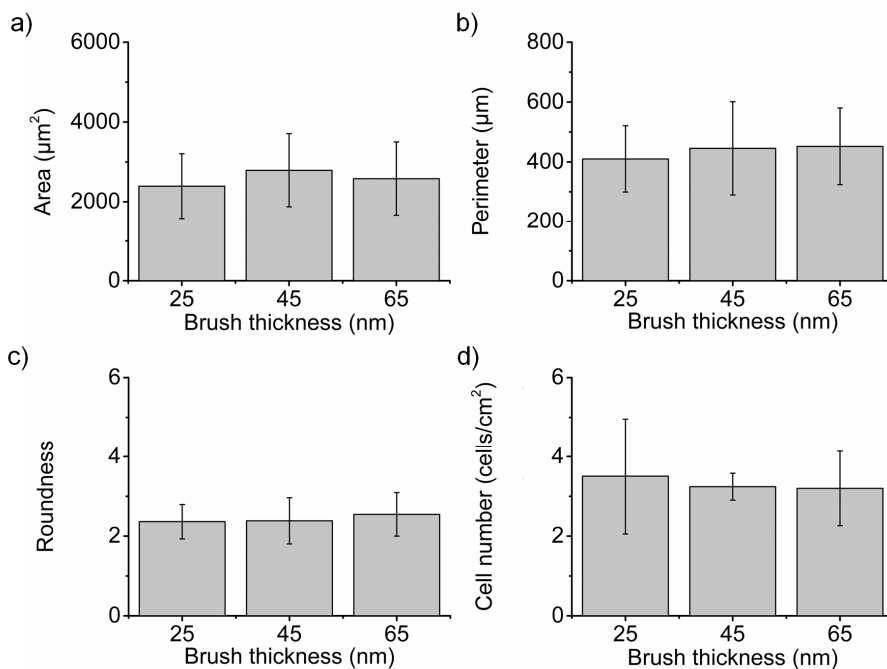 a)
6000
4000
2000
0
Area (µm²)
25 45 65
Brush thickness (nm)
b)
800
600
400
200
0
Perimeter (µm)
25 45 65
Brush thickness (nm)
c)
6
4
2
0
Roundness
25 45 65
Brush thickness (nm)
d)
6
4
2
0
Cell number (cells/cm²)
25 45 65
Brush thickness (nm)